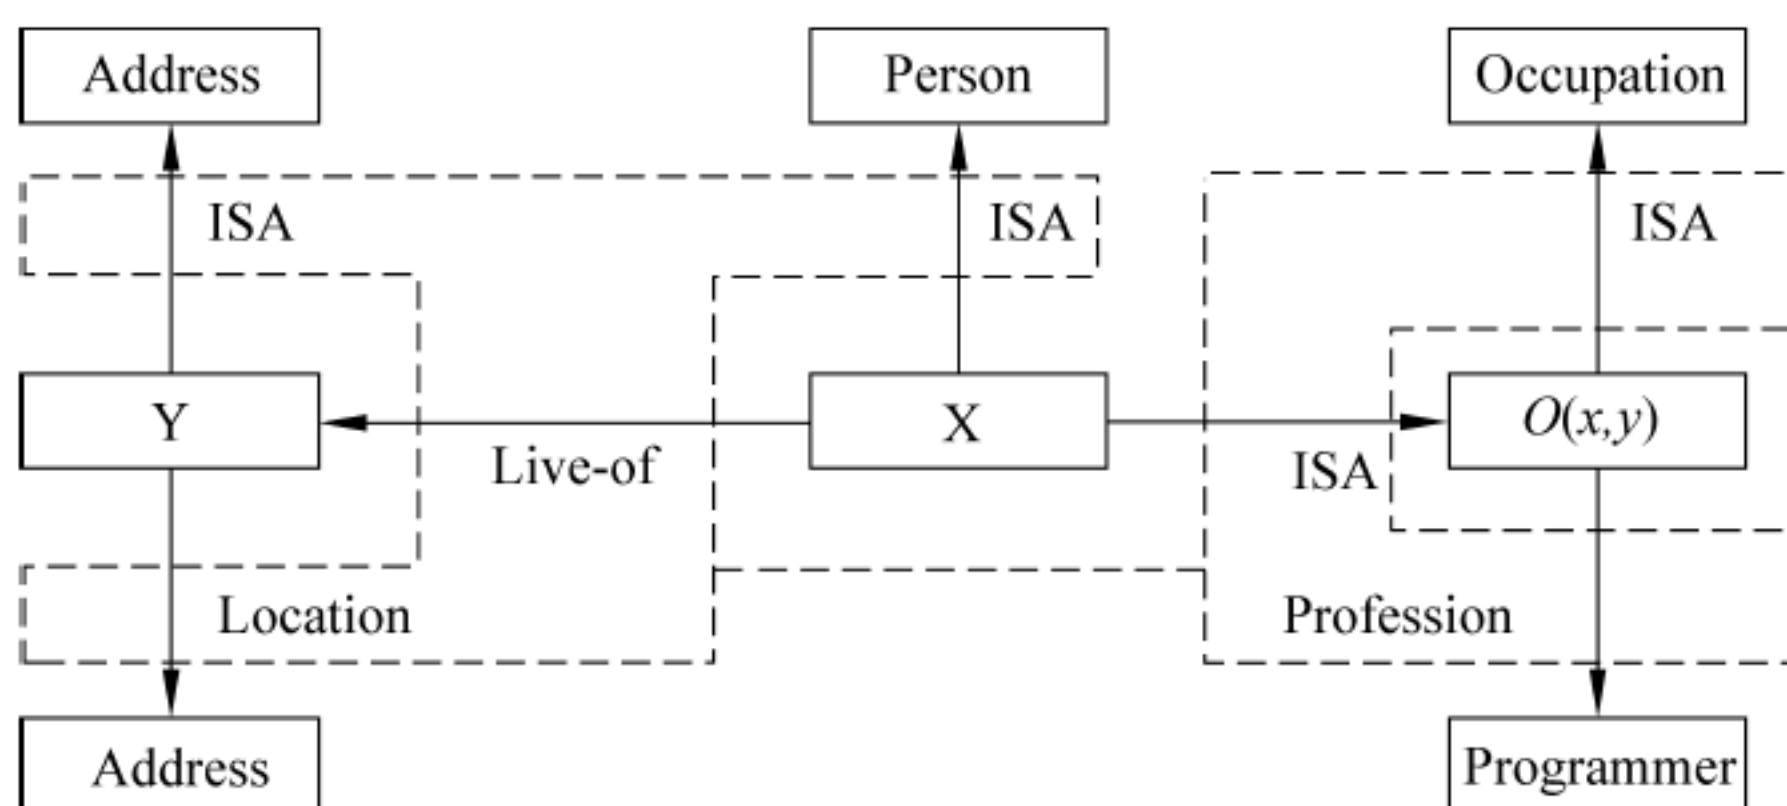 Address
Person
Occupation
ISA
ISA
ISA
Y
X
O(x,y)
Live-of
ISA
Location
Profession
Address
Programmer